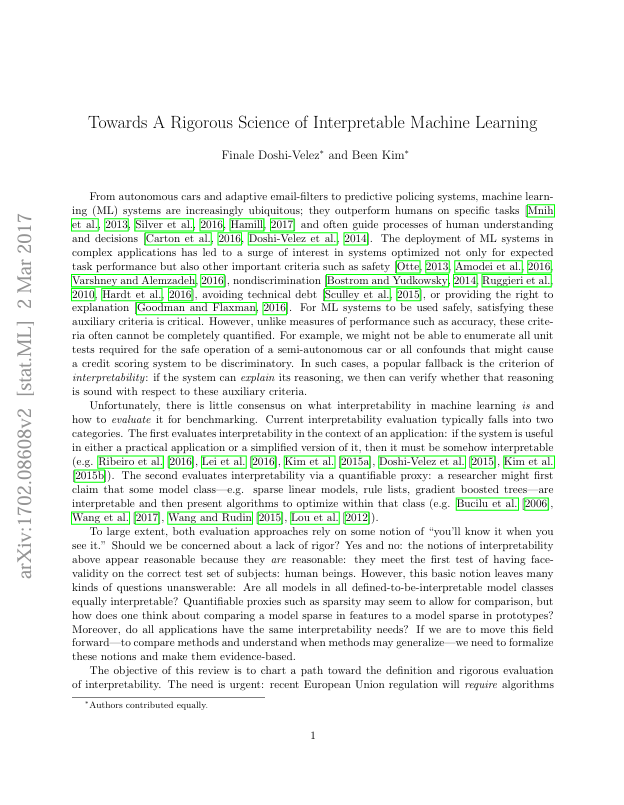 arXiv:1702.08608v2 [stat.ML] 2 Mar 2017
Towards A Rigorous Science of Interpretable Machine Learning
Finale Doshi-Velez* and Been Kim*
From autonomous cars and adaptive email-filters to predictive policing systems, machine learn-
ing (ML) systems are increasingly ubiquitous; they outperform humans on specific tasks [Mnih
et al., 2013, Silver et al., 2016, Hamill, 2017] and often guide processes of human understanding
and decisions [Carton et al., 2016, Doshi-Velez et al., 2014]. The deployment of ML systems in
complex applications has led to a surge of interest in systems optimized not only for expected
task performance but also other important criteria such as safety [Otte, 2013, Amodei et al., 2016,
Varshney and Alemzadeh, 2016], nondiscrimination [Bostrom and Yudkowsky, 2014, Ruggieri et al.,
2010, Hardt et al., 2016], avoiding technical debt [Sculley et al., 2015], or providing the right to
explanation [Goodman and Flaxman, 2016]. For ML systems to be used safely, satisfying these
auxiliary criteria is critical. However, unlike measures of performance such as accuracy, these crite-
ria often cannot be completely quantified. For example, we might not be able to enumerate all unit
tests required for the safe operation of a semi-autonomous car or all confounds that might cause
a credit scoring system to be discriminatory. In such cases, a popular fallback is the criterion of
interpretability: if the system can explain its reasoning, we then can verify whether that reasoning
is sound with respect to these auxiliary criteria.
Unfortunately, there is little consensus on what interpretability in machine learning is and
how to evaluate it for benchmarking. Current interpretability evaluation typically falls into two
categories. The first evaluates interpretability in the context of an application: if the system is useful
in either a practical application or a simplified version of it, then it must be somehow interpretable
(e.g. Ribeiro et al. [2016], Lei et al. [2016], Kim et al. [2015a], Doshi-Velez et al. [2015], Kim et al.
[2015b]). The second evaluates interpretability via a quantifiable proxy: a researcher might first
claim that some model class—e.g. sparse linear models, rule lists, gradient boosted trees—are
interpretable and then present algorithms to optimize within that class (e.g. Bucilu et al. [2006],
Wang et al. [2017], Wang and Rudin [2015], Lou et al. [2012]).
To large extent, both evaluation approaches rely on some notion of “you’ll know it when you
see it.” Should we be concerned about a lack of rigor? Yes and no: the notions of interpretability
above appear reasonable because they are reasonable: they meet the first test of having face-
validity on the correct test set of subjects: human beings. However, this basic notion leaves many
kinds of questions unanswerable: Are all models in all defined-to-be-interpretable model classes
equally interpretable? Quantifiable proxies such as sparsity may seem to allow for comparison, but
how does one think about comparing a model sparse in features to a model sparse in prototypes?
Moreover, do all applications have the same interpretability needs? If we are to move this field
forward—to compare methods and understand when methods may generalize—we need to formalize
these notions and make them evidence-based.
The objective of this review is to chart a path toward the definition and rigorous evaluation
of interpretability. The need is urgent: recent European Union regulation will require algorithms
*Authors contributed equally.
1